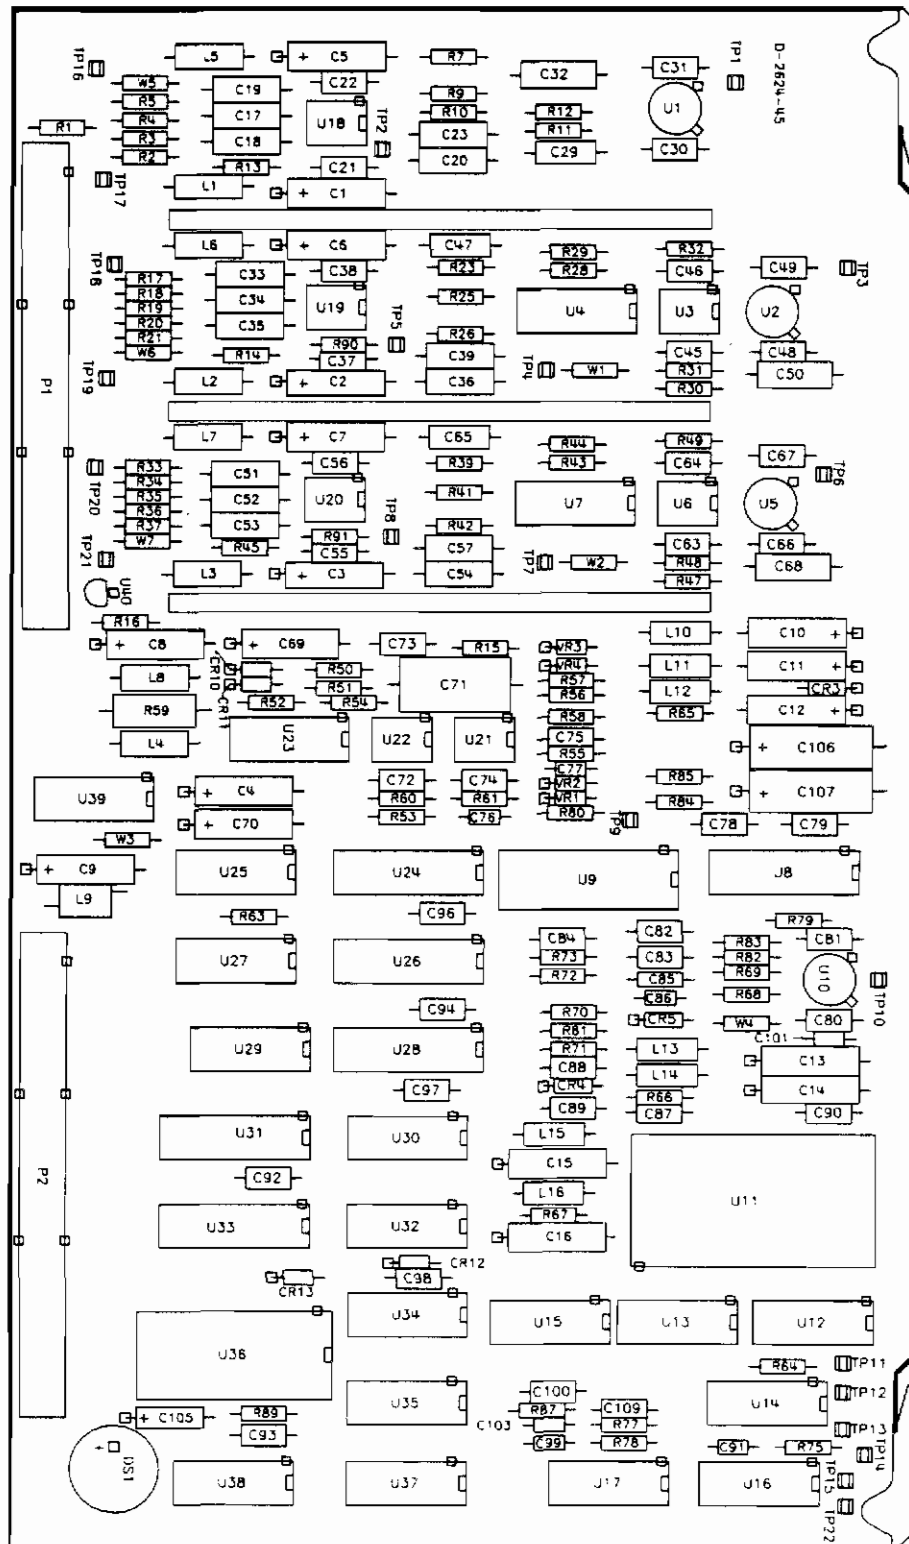 TP16
L5
+ C5
R7
C32
C31
TP1
D-2624-45
W5
C22
C19
R9
R5
U18
R10
R12
U1
R4
C17
TP2
C23
R11
R1
R3
C18
C29
C30
R2
R13
C21
C20
TP17
L1
+ C1
L6
+ C6
C47
R29
R32
TP18
C33
C38
R23
R28
C46
C49
TP3
R17
R18
C34
U19
R25
U4
U3
U2
R19
R20
C35
TP5
R26
R21
R90
W6
R14
C37
C39
C45
C48
P1
TP19
L2
+ C2
C36
TP4
W1
R31
C50
R30
L7
+ C7
C65
R44
R49
C56
R39
R43
C64
C67
TP6
TP20
R33
C51
R34
U20
R41
U7
U6
U5
R35
C52
R36
TP8
R37
C53
R91
R42
W7
R45
C55
C57
C63
C66
TP21
L3
+ C3
C54
TP7
W2
R48
C68
R47
U40
R16
L10
C10 +
+ C8
+ C69
C73
R15
VR3
CR10
R50
VR4
L11
C11 +
L8
R51
C71
R57
CR11
R56
L12
CR3
R59
R52
R54
R58
R65
C12 +
U23
U22
U21
C75
L4
R55
+ C106
C77
U39
+ C4
C72
C74
VR2
R85
R60
R61
VR1
+ C107
R84
+ C70
R53
C76
R80
TP9
C78
C79
W3
+ C9
U25
U24
U9
U8
L9
R63
C96
R79
C84
C82
R83
C81
U27
U26
R73
C83
R82
R72
C85
R69
U10
C86
R68
TP10
C94
R70
CR5
W4
C80
R81
C101
U29
U28
R71
L13
C13
C88
L14
C97
CR4
R66
C14
C89
C87
C90
U31
U30
L15
P2
C92
C15
U11
L16
U33
U32
R67
C16
CR12
CR13
C98
U34
U15
U13
U12
U36
R64
TP11
U35
C100
U14
TP12
+ C105
R89
R87
C109
C103
R77
TP13
C93
C99
R78
C91
R75
TP14
+
DS1
U38
U37
U17
U16
TP15
TP22